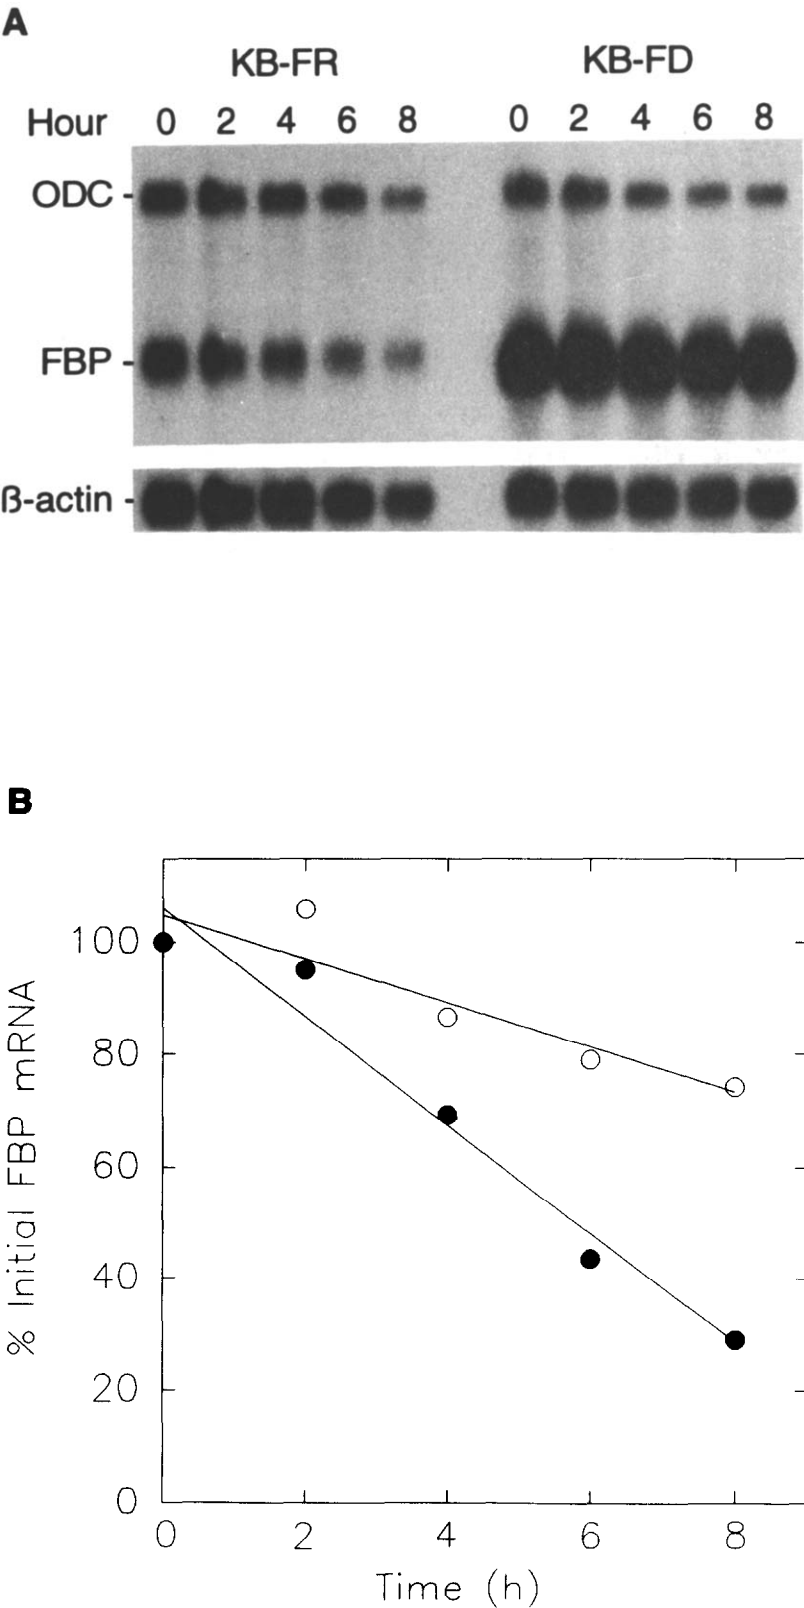 A
KB-FR KB-FD
Hour 0 2 4 6 8 0 2 4 6 8
ODC
FBP
ß-actin
B
% Initial FBP mRNA
100
80
60
40
20
0
0 2 4 6 8
Time (h)